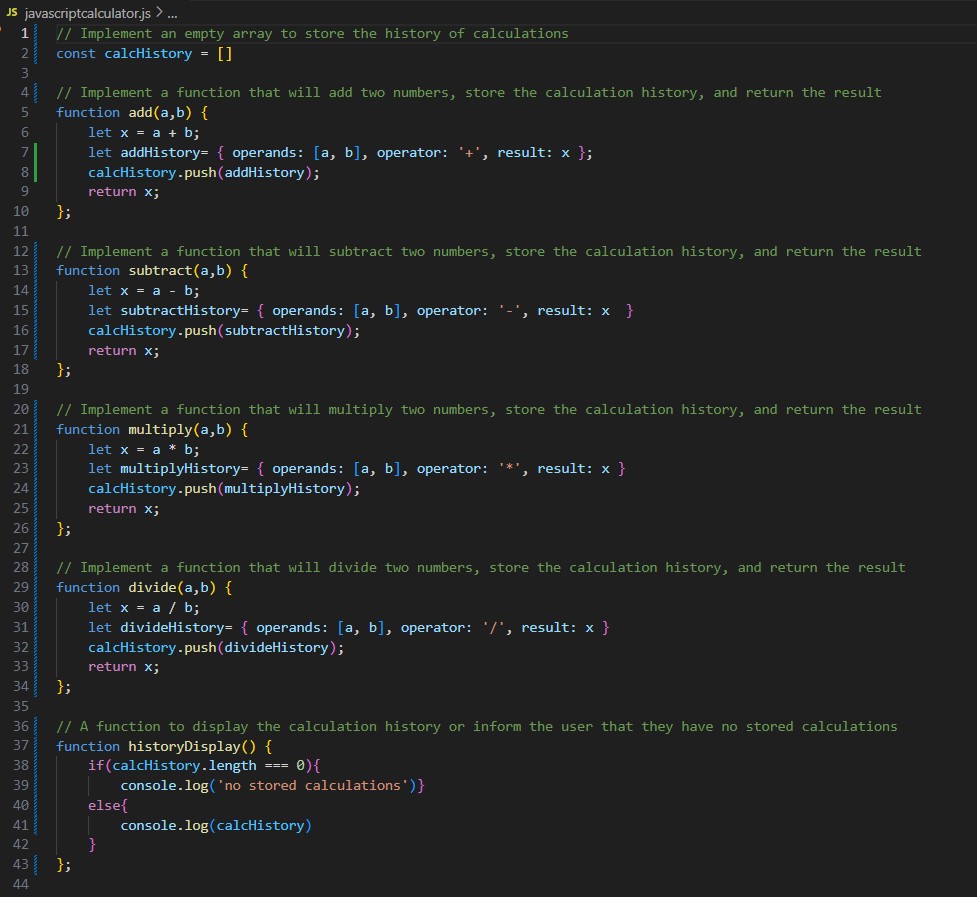 JS javascriptcalculator.js > ...
1 // Implement an empty array to store the history of calculations
2 const calcHistory = []
3
4 // Implement a function that will add two numbers, store the calculation history, and return the result
5 function add(a,b) {
6     let x = a + b;
7     let addHistory= { operands: [a, b], operator: '+', result: x };
8     calcHistory.push(addHistory);
9     return x;
10 };
11
12 // Implement a function that will subtract two numbers, store the calculation history, and return the result
13 function subtract(a,b) {
14     let x = a - b;
15     let subtractHistory= { operands: [a, b], operator: '-', result: x  }
16     calcHistory.push(subtractHistory);
17     return x;
18 };
19
20 // Implement a function that will multiply two numbers, store the calculation history, and return the result
21 function multiply(a,b) {
22     let x = a * b;
23     let multiplyHistory= { operands: [a, b], operator: '*', result: x }
24     calcHistory.push(multiplyHistory);
25     return x;
26 };
27
28 // Implement a function that will divide two numbers, store the calculation history, and return the result
29 function divide(a,b) {
30     let x = a / b;
31     let divideHistory= { operands: [a, b], operator: '/', result: x }
32     calcHistory.push(divideHistory);
33     return x;
34 };
35
36 // A function to display the calculation history or inform the user that they have no stored calculations
37 function historyDisplay() {
38     if(calcHistory.length === 0){
39         console.log('no stored calculations')}
40     else{
41         console.log(calcHistory)
42     }
43 };
44